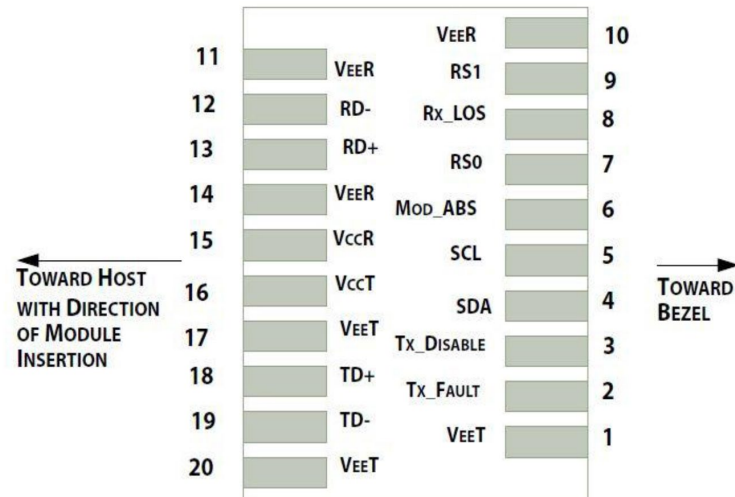 11 VEER
12 RD-
13 RD+
14 VEER
15 VCCR
16 VCCT
17 VEET
18 TD+
19 TD-
20 VEET
VEER 10
RS1 9
RX_LOS 8
RS0 7
MOD_ABS 6
SCL 5
SDA 4
TX_DISABLE 3
TX_FAULT 2
VEET 1
TOWARD HOST
WITH DIRECTION
OF MODULE
INSERTION
TOWARD
BEZEL